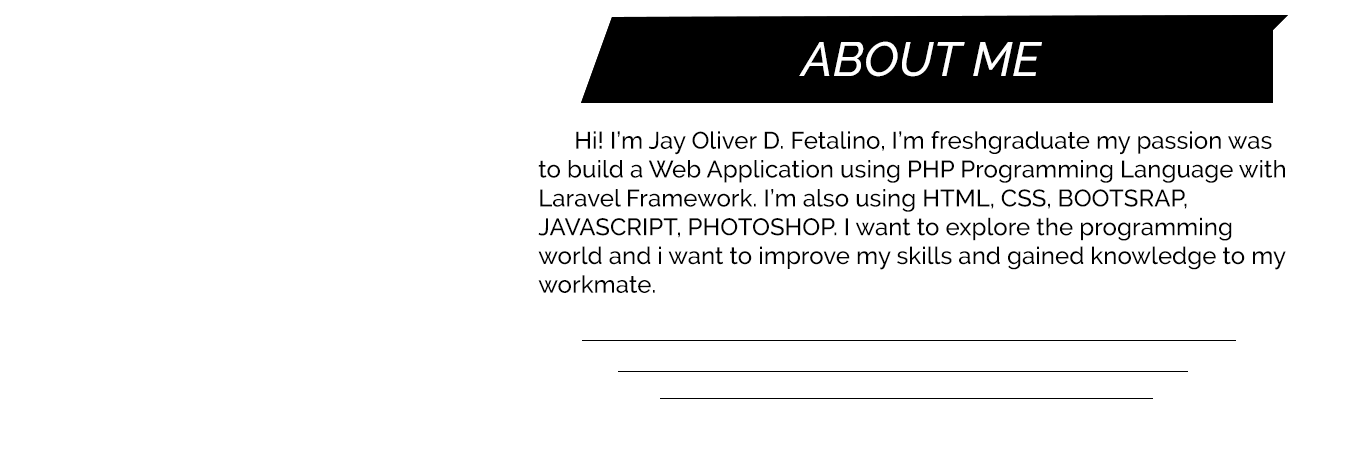 ABOUT ME
Hi! I'm Jay Oliver D. Fetalino, I'm freshgraduate my passion was
to build a Web Application using PHP Programming Language with
Laravel Framework. I'm also using HTML, CSS, BOOTSRAP,
JAVASCRIPT, PHOTOSHOP. I want to explore the programming
world and i want to improve my skills and gained knowledge to my
workmate.